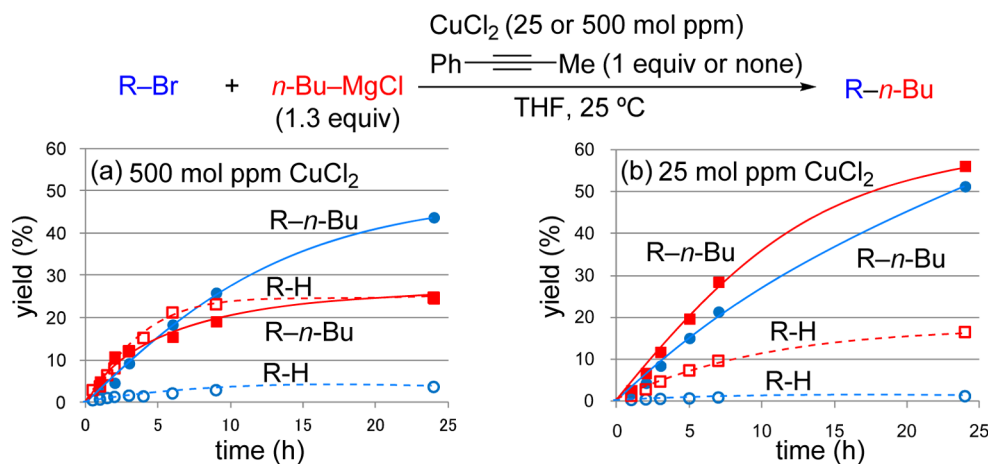 CuCl₂ (25 or 500 mol ppm)
Ph Me (1 equiv or none)
R–Br + n-Bu–MgCl R–n-Bu
(1.3 equiv) THF, 25 ºC
(a) 500 mol ppm CuCl₂
R–n-Bu
R-H
R–n-Bu
R-H
yield (%)
60
50
40
30
20
10
0
0 5 10 15 20 25
time (h)
(b) 25 mol ppm CuCl₂
R–n-Bu
R–n-Bu
R-H
R-H
yield (%)
60
50
40
30
20
10
0
0 5 10 15 20 25
time (h)